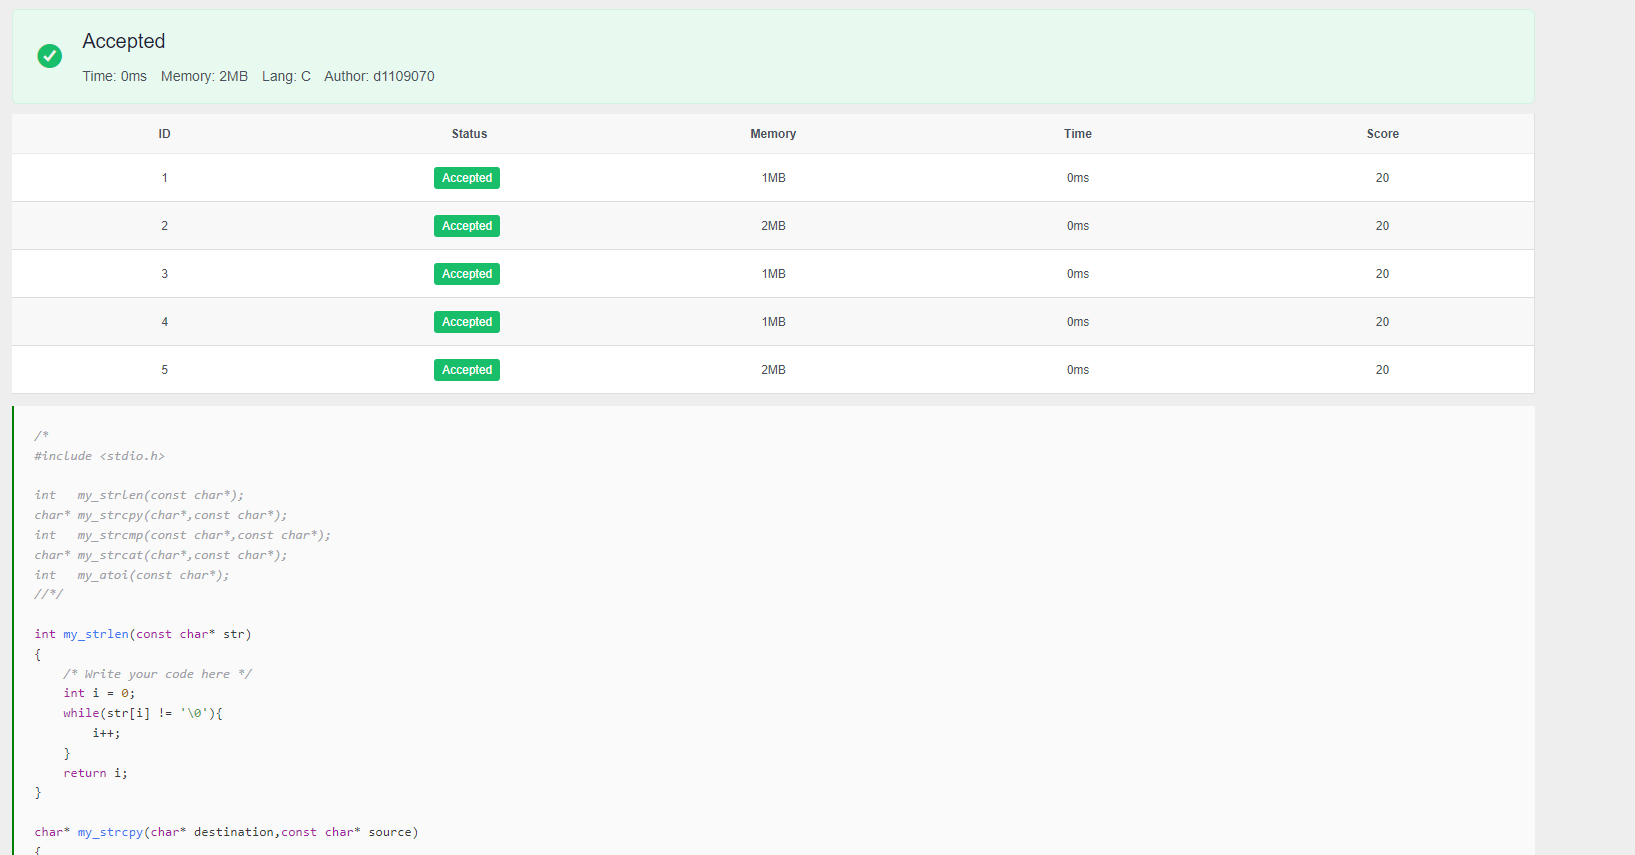 Accepted
Time: 0ms Memory: 2MB Lang: C Author: d1109070
ID Status Memory Time Score
1 Accepted 1MB 0ms 20
2 Accepted 2MB 0ms 20
3 Accepted 1MB 0ms 20
4 Accepted 1MB 0ms 20
5 Accepted 2MB 0ms 20
/*
#include <stdio.h>
int   my_strlen(const char*);
char* my_strcpy(char*,const char*);
int   my_strcmp(const char*,const char*);
char* my_strcat(char*,const char*);
int   my_atoi(const char*);
//*/
int my_strlen(const char* str)
{
    /* Write your code here */
    int i = 0;
    while(str[i] != '\0'){
        i++;
    }
    return i;
}
char* my_strcpy(char* destination,const char* source)
{